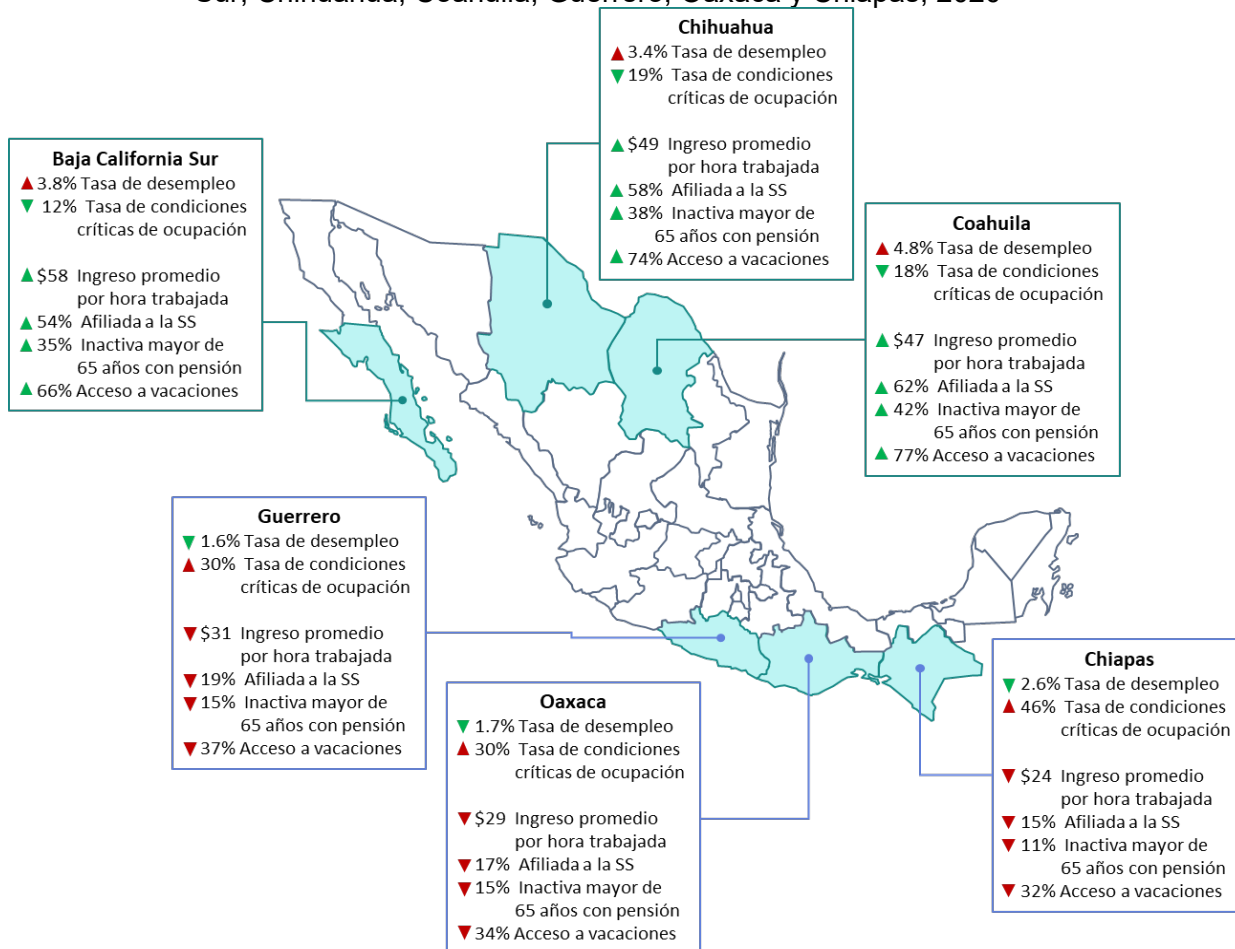 Sur, Chihuahua, Coahuila, Guerrero, Oaxaca y Chiapas, 2020
Chihuahua
▲ 3.4% Tasa de desempleo
▼ 19% Tasa de condiciones
críticas de ocupación
▲ $49 Ingreso promedio
por hora trabajada
▲ 58% Afiliada a la SS
▲ 38% Inactiva mayor de
65 años con pensión
▲ 74% Acceso a vacaciones
Baja California Sur
▲ 3.8% Tasa de desempleo
▼ 12% Tasa de condiciones
críticas de ocupación
▲ $58 Ingreso promedio
por hora trabajada
▲ 54% Afiliada a la SS
▲ 35% Inactiva mayor de
65 años con pensión
▲ 66% Acceso a vacaciones
Coahuila
▲ 4.8% Tasa de desempleo
▼ 18% Tasa de condiciones
críticas de ocupación
▲ $47 Ingreso promedio
por hora trabajada
▲ 62% Afiliada a la SS
▲ 42% Inactiva mayor de
65 años con pensión
▲ 77% Acceso a vacaciones
Guerrero
▼ 1.6% Tasa de desempleo
▲ 30% Tasa de condiciones
críticas de ocupación
▼ $31 Ingreso promedio
por hora trabajada
▼ 19% Afiliada a la SS
▼ 15% Inactiva mayor de
65 años con pensión
▼ 37% Acceso a vacaciones
Oaxaca
▼ 1.7% Tasa de desempleo
▲ 30% Tasa de condiciones
críticas de ocupación
▼ $29 Ingreso promedio
por hora trabajada
▼ 17% Afiliada a la SS
▼ 15% Inactiva mayor de
65 años con pensión
▼ 34% Acceso a vacaciones
Chiapas
▼ 2.6% Tasa de desempleo
▲ 46% Tasa de condiciones
críticas de ocupación
▼ $24 Ingreso promedio
por hora trabajada
▼ 15% Afiliada a la SS
▼ 11% Inactiva mayor de
65 años con pensión
▼ 32% Acceso a vacaciones